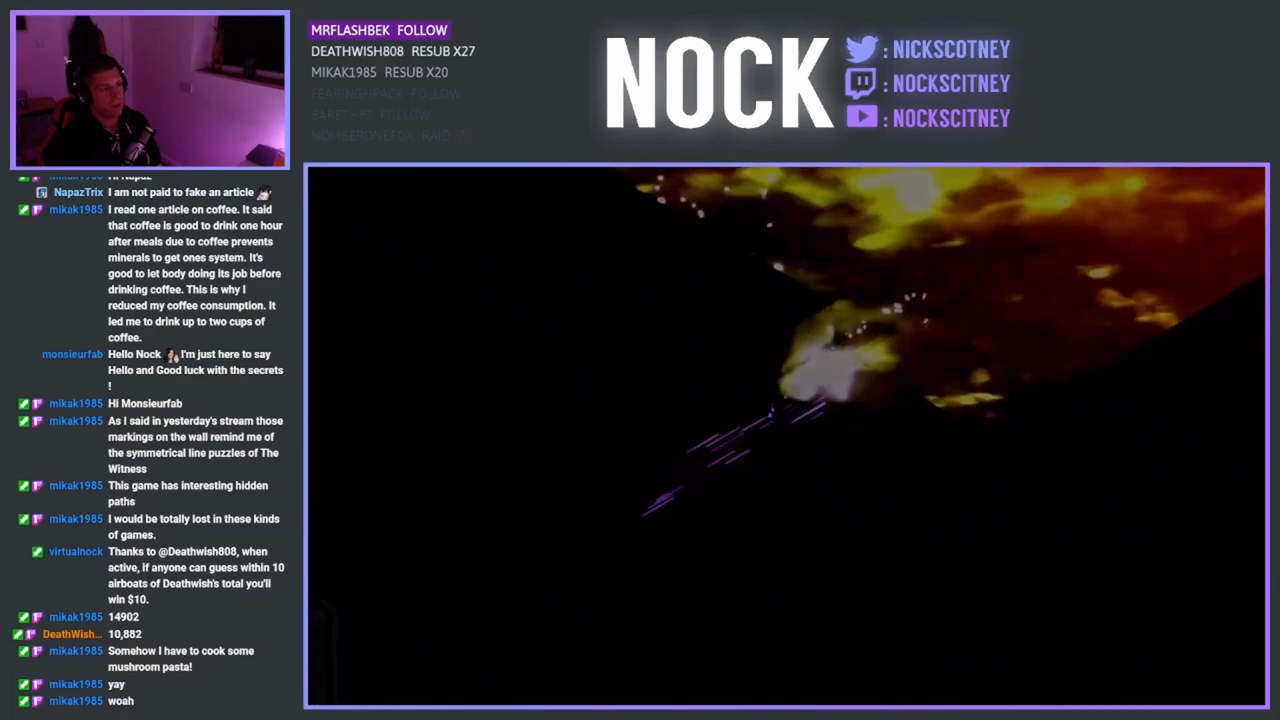 MRFLASHBEK FOLLOW
DEATHWISH808 RESUB X27
MIKAK1985 RESUB X20
FEARINGHPACK FOLLOW
BARETH87 FOLLOW
NOMBERONEFOX RAID
NOCK
: NICKSCOTNEY
: NOCKSCITNEY
: NOCKSCITNEY
NapazTrix I am not paid to fake an article
mikak1985 I read one article on coffee. It said
that coffee is good to drink one hour
after meals due to coffee prevents
minerals to get ones system. It's
good to let body doing its job before
drinking coffee. This is why I
reduced my coffee consumption. It
led me to drink up to two cups of
coffee.
monsieurfab Hello Nock I'm just here to say
Hello and Good luck with the secrets
!
mikak1985 Hi Monsieurfab
mikak1985 As I said in yesterday's stream those
markings on the wall remind me of
the symmetrical line puzzles of The
Witness
mikak1985 This game has interesting hidden
paths
mikak1985 I would be totally lost in these kinds
of games.
virtualnock Thanks to @Deathwish808, when
active, if anyone can guess within 10
airboats of Deathwish's total you'll
win $10.
mikak1985 14902
DeathWish... 10,882
mikak1985 Somehow I have to cook some
mushroom pasta!
mikak1985 yay
mikak1985 woah